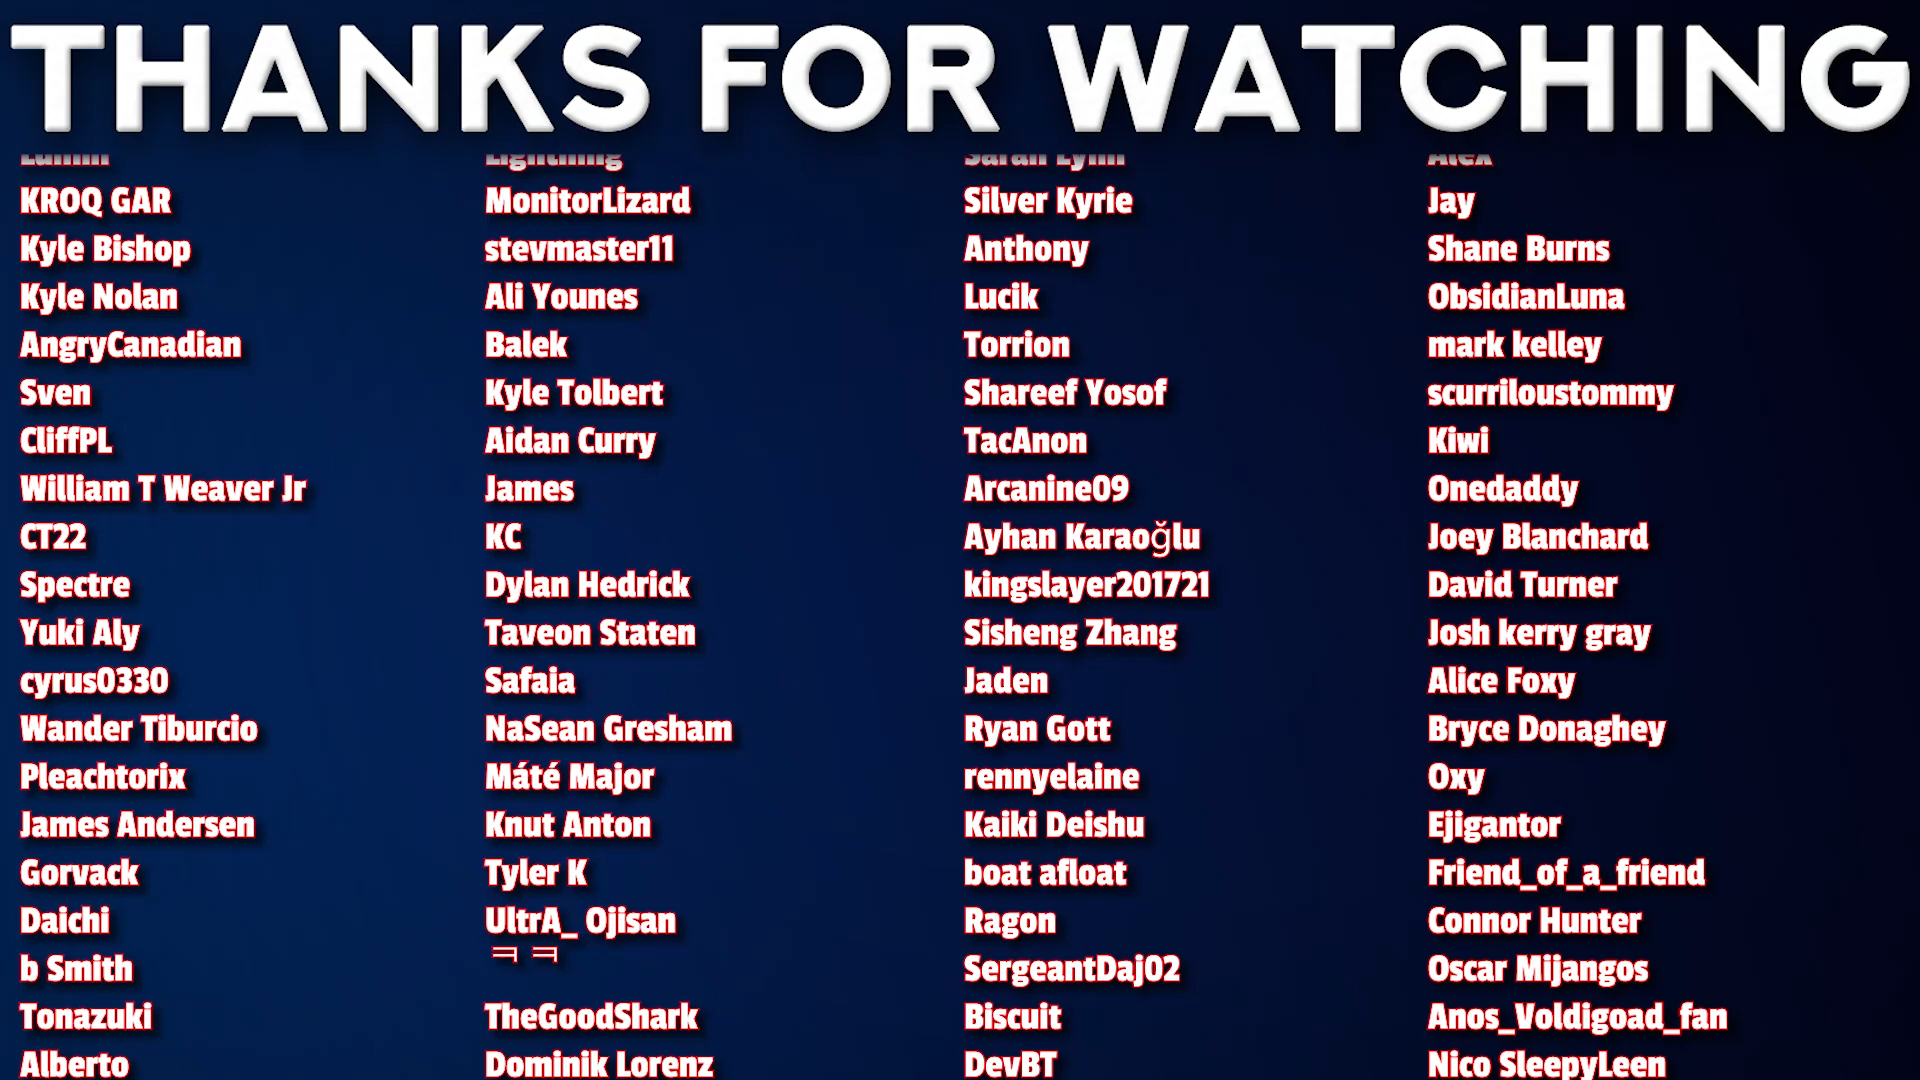 THANKS FOR WATCHING
KROQ GAR
Kyle Bishop
Kyle Nolan
AngryCanadian
Sven
CliffPL
William T Weaver Jr
CT22
Spectre
Yuki Aly
cyrus0330
Wander Tiburcio
Pleachtorix
James Andersen
Gorvack
Daichi
b Smith
Tonazuki
Alberto
Lightning
MonitorLizard
stevmaster11
Ali Younes
Balek
Kyle Tolbert
Aidan Curry
James
KC
Dylan Hedrick
Taveon Staten
Safaia
NaSean Gresham
Máté Major
Knut Anton
Tyler K
UltrA_ Ojisan
ㅋㅋ
TheGoodShark
Dominik Lorenz
Sarah Lynn
Silver Kyrie
Anthony
Lucik
Torrion
Shareef Yosof
TacAnon
Arcanine09
Ayhan Karaoğlu
kingslayer201721
Sisheng Zhang
Jaden
Ryan Gott
rennyelaine
Kaiki Deishu
boat afloat
Ragon
SergeantDaj02
Biscuit
DevBT
Alex
Jay
Shane Burns
ObsidianLuna
mark kelley
scurriloustommy
Kiwi
Onedaddy
Joey Blanchard
David Turner
Josh kerry gray
Alice Foxy
Bryce Donaghey
Oxy
Ejigantor
Friend_of_a_friend
Connor Hunter
Oscar Mijangos
Anos_Voldigoad_fan
Nico SleepyLeen